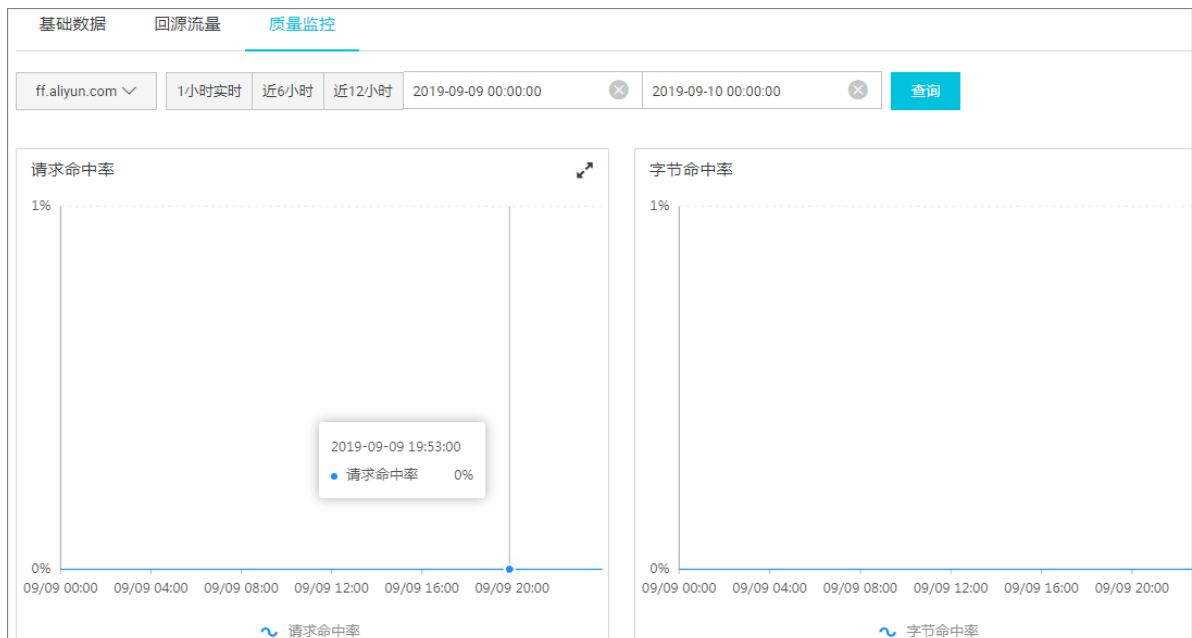 基础数据 回源流量 质量监控
ff.aliyun.com 1小时实时 近6小时 近12小时 2019-09-09 00:00:00 2019-09-10 00:00:00 查询
请求命中率
1%
2019-09-09 19:53:00
请求命中率 0%
0%
09/09 00:00 09/09 04:00 09/09 08:00 09/09 12:00 09/09 16:00 09/09 20:00
请求命中率
字节命中率
1%
0%
09/09 00:00 09/09 04:00 09/09 08:00 09/09 12:00 09/09 16:00 09/09 20:00
字节命中率